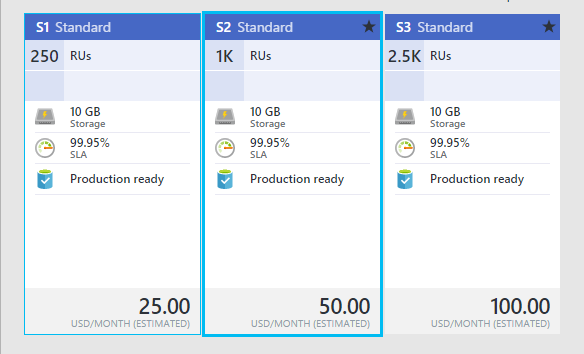 S1 Standard
250 RUs
10 GB
Storage
99.95%
SLA
Production ready
25.00
USD/MONTH (ESTIMATED)
S2 Standard
1K RUs
10 GB
Storage
99.95%
SLA
Production ready
50.00
USD/MONTH (ESTIMATED)
S3 Standard
2.5K RUs
10 GB
Storage
99.95%
SLA
Production ready
100.00
USD/MONTH (ESTIMATED)